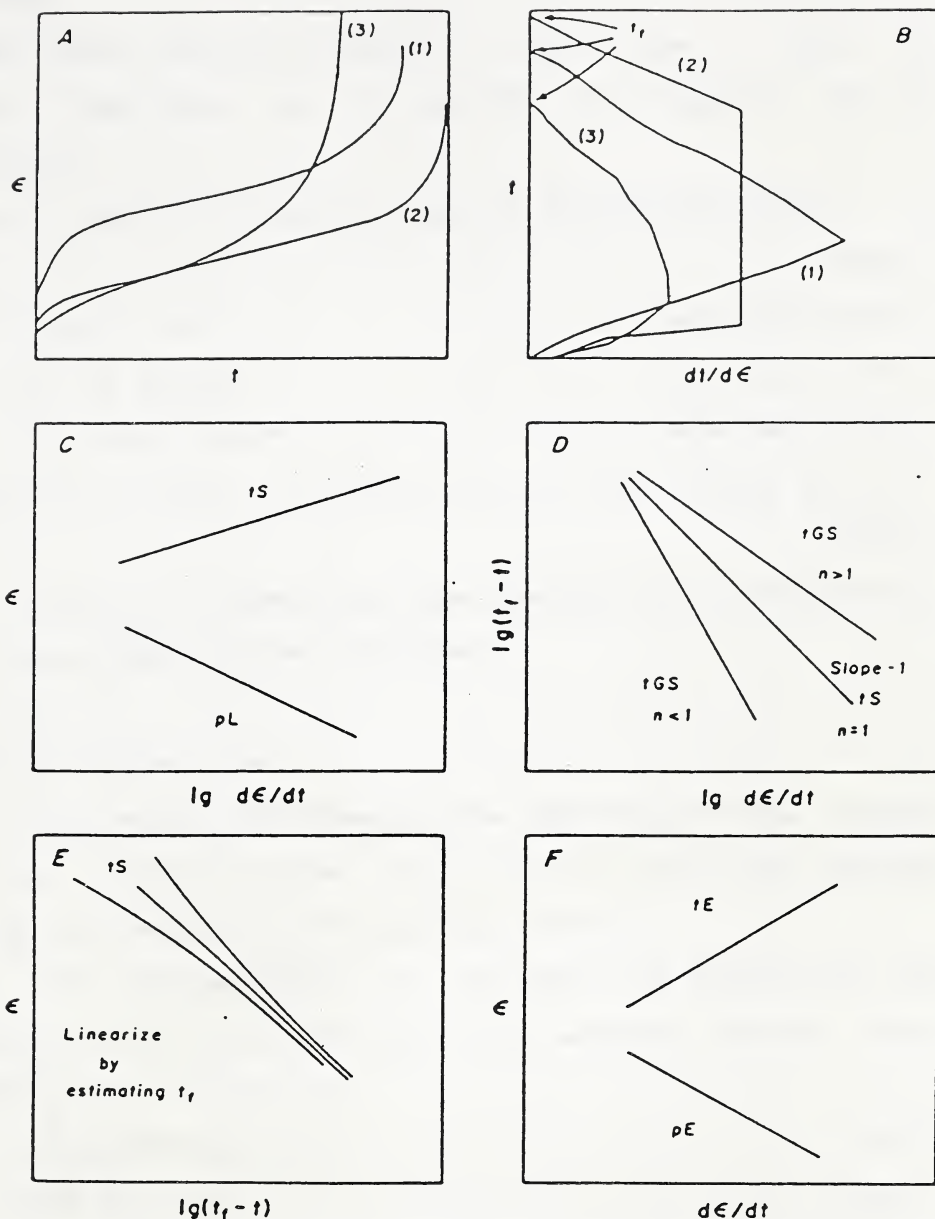 A
(3)
(1)
(2)
ϵ
t
B
t_f
(2)
(3)
(1)
t
dt/dϵ
C
tS
pL
ϵ
lg dϵ/dt
D
tGS
n > 1
Slope - 1
tS
n = 1
tGS
n < 1
lg(t_f - t)
lg dϵ/dt
E
tS
Linearize
by
estimating t_f
ϵ
lg(t_f - t)
F
tE
pE
ϵ
dϵ/dt